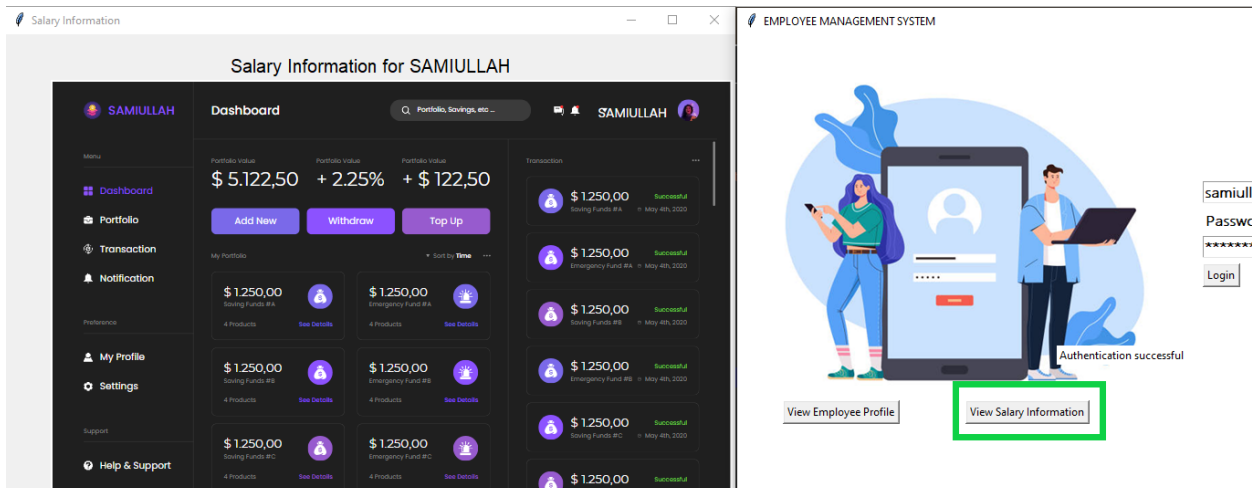 Salary Information
Salary Information for SAMIULLAH
SAMIULLAH
Menu
Dashboard
Portfolio
Transaction
Notification
Preference
My Profile
Settings
Support
Help & Support
Dashboard
Portfolio, Savings, etc ...
SAMIULLAH
Portfolio Value
$ 5.122,50
Portfolio Value
+ 2.25%
Portfolio Value
+ $ 122,50
Add New
Withdraw
Top Up
My Portfolio
Sort by Time
$ 1.250,00
Saving Funds #A
4 Products
See Details
$ 1.250,00
Emergency Fund #A
4 Products
See Details
$ 1.250,00
Saving Funds #B
4 Products
See Details
$ 1.250,00
Emergency Fund #B
4 Products
See Details
$ 1.250,00
Saving Funds #C
4 Products
See Details
$ 1.250,00
Emergency Fund #C
4 Products
See Details
Transaction
$ 1.250,00 Successful
Saving Funds #A May 4th, 2020
$ 1.250,00 Successful
Emergency Fund #A May 4th, 2020
$ 1.250,00 Successful
Saving Funds #B May 4th, 2020
$ 1.250,00 Successful
Emergency Fund #B May 4th, 2020
$ 1.250,00 Successful
Saving Funds #C May 4th, 2020
$ 1.250,00 Successful
EMPLOYEE MANAGEMENT SYSTEM
samiull
Passwo
*******
Login
Authentication successful
View Employee Profile
View Salary Information